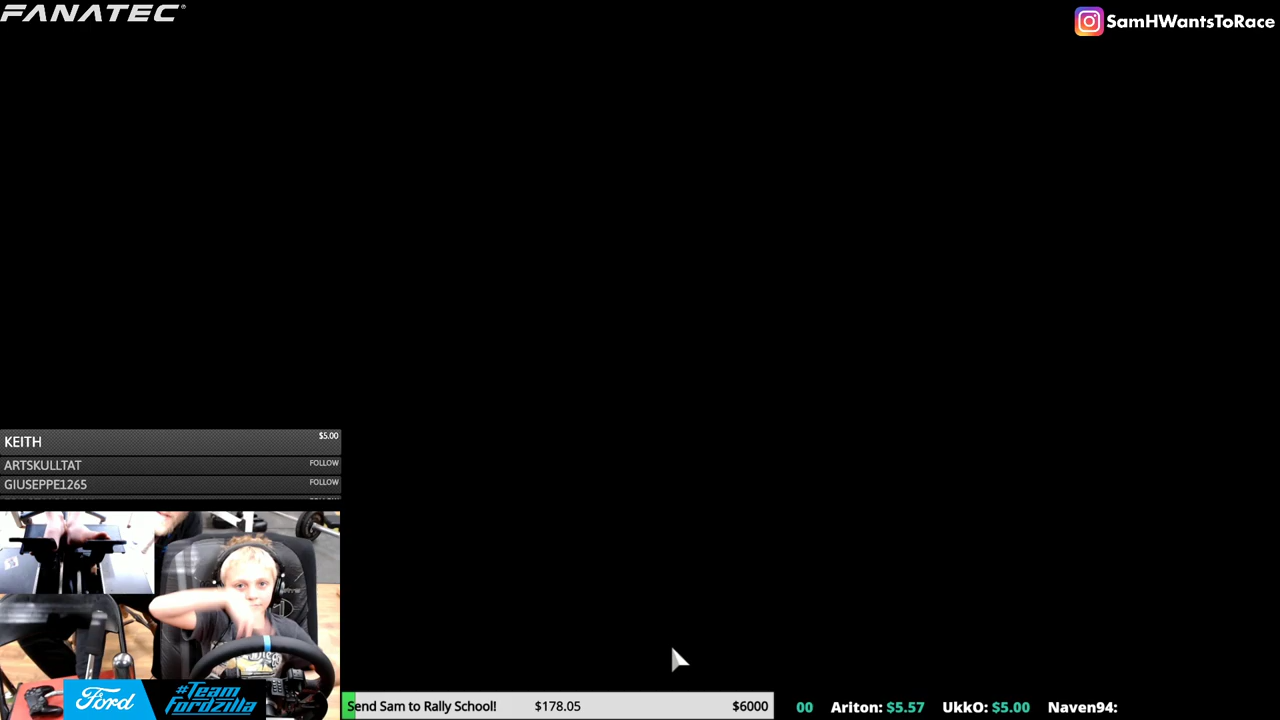 FANATEC®
SamHWantsToRace
KEITH $5.00
ARTSKULLTAT FOLLOW
GIUSEPPE1265 FOLLOW
Ford #Team Fordzilla
Send Sam to Rally School! $178.05 $6000
00 Ariton: $5.57 UkkO: $5.00 Naven94: